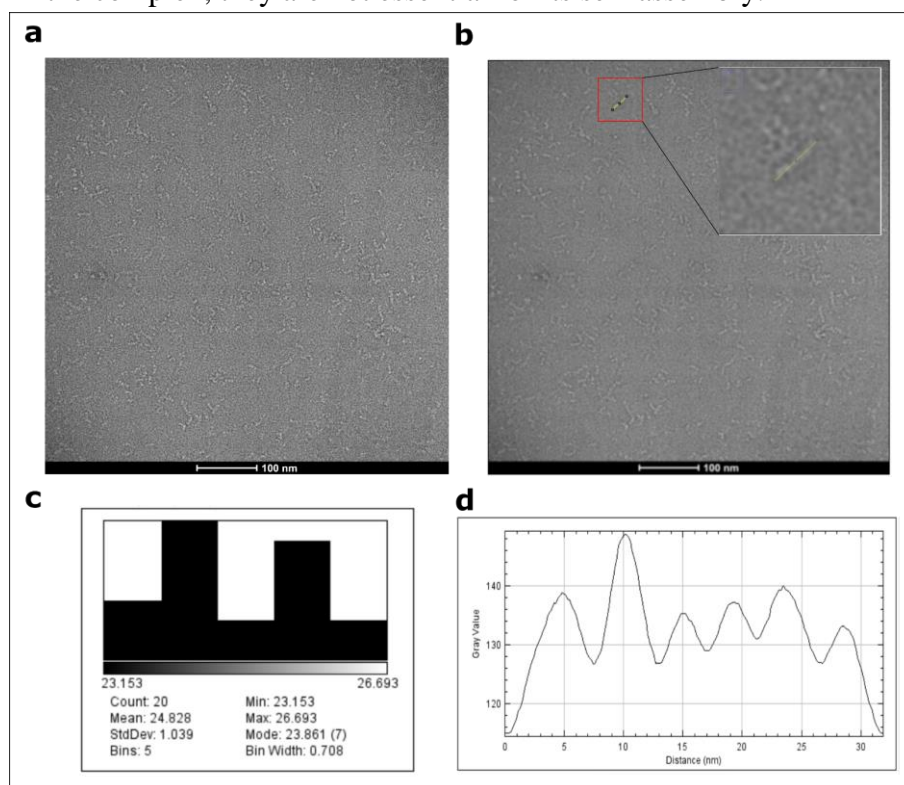 a
b
100 nm
100 nm
c
d
23.153 26.693
Count: 20 Min: 23.153
Mean: 24.828 Max: 26.693
StdDev: 1.039 Mode: 23.861 (7)
Bins: 5 Bin Width: 0.708
Gray Value
140
130
120
0 5 10 15 20 25 30
Distance (nm)